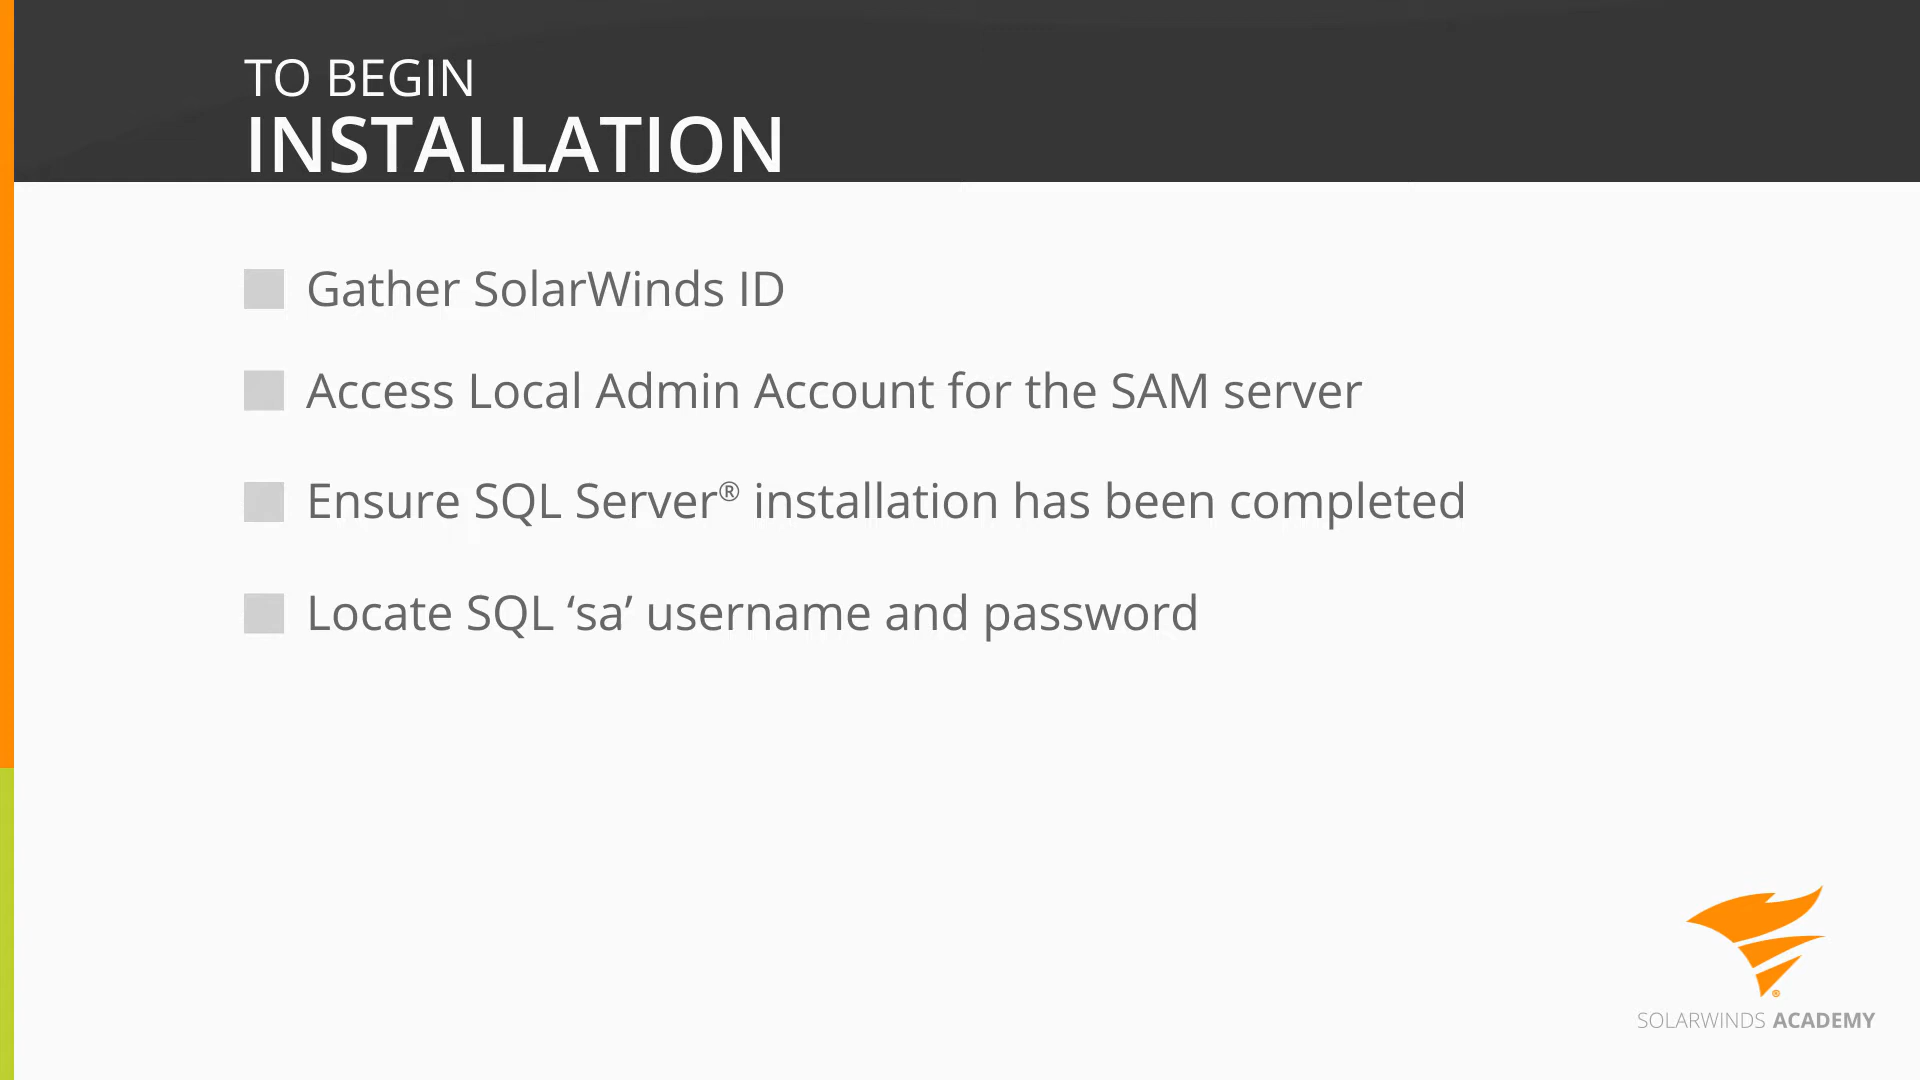 TO BEGIN
INSTALLATION
Gather SolarWinds ID
Access Local Admin Account for the SAM server
Ensure SQL Server® installation has been completed
Locate SQL ‘sa’ username and password
®
SOLARWINDS ACADEMY